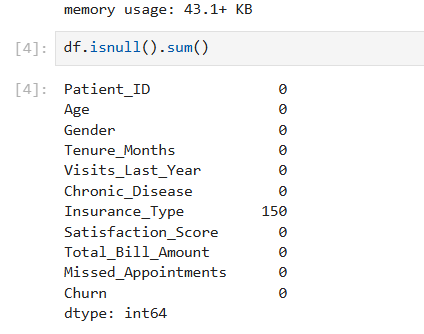 memory usage: 43.1+ KB
[4]: df.isnull().sum()
[4]: Patient_ID 0
Age 0
Gender 0
Tenure_Months 0
Visits_Last_Year 0
Chronic_Disease 0
Insurance_Type 150
Satisfaction_Score 0
Total_Bill_Amount 0
Missed_Appointments 0
Churn 0
dtype: int64